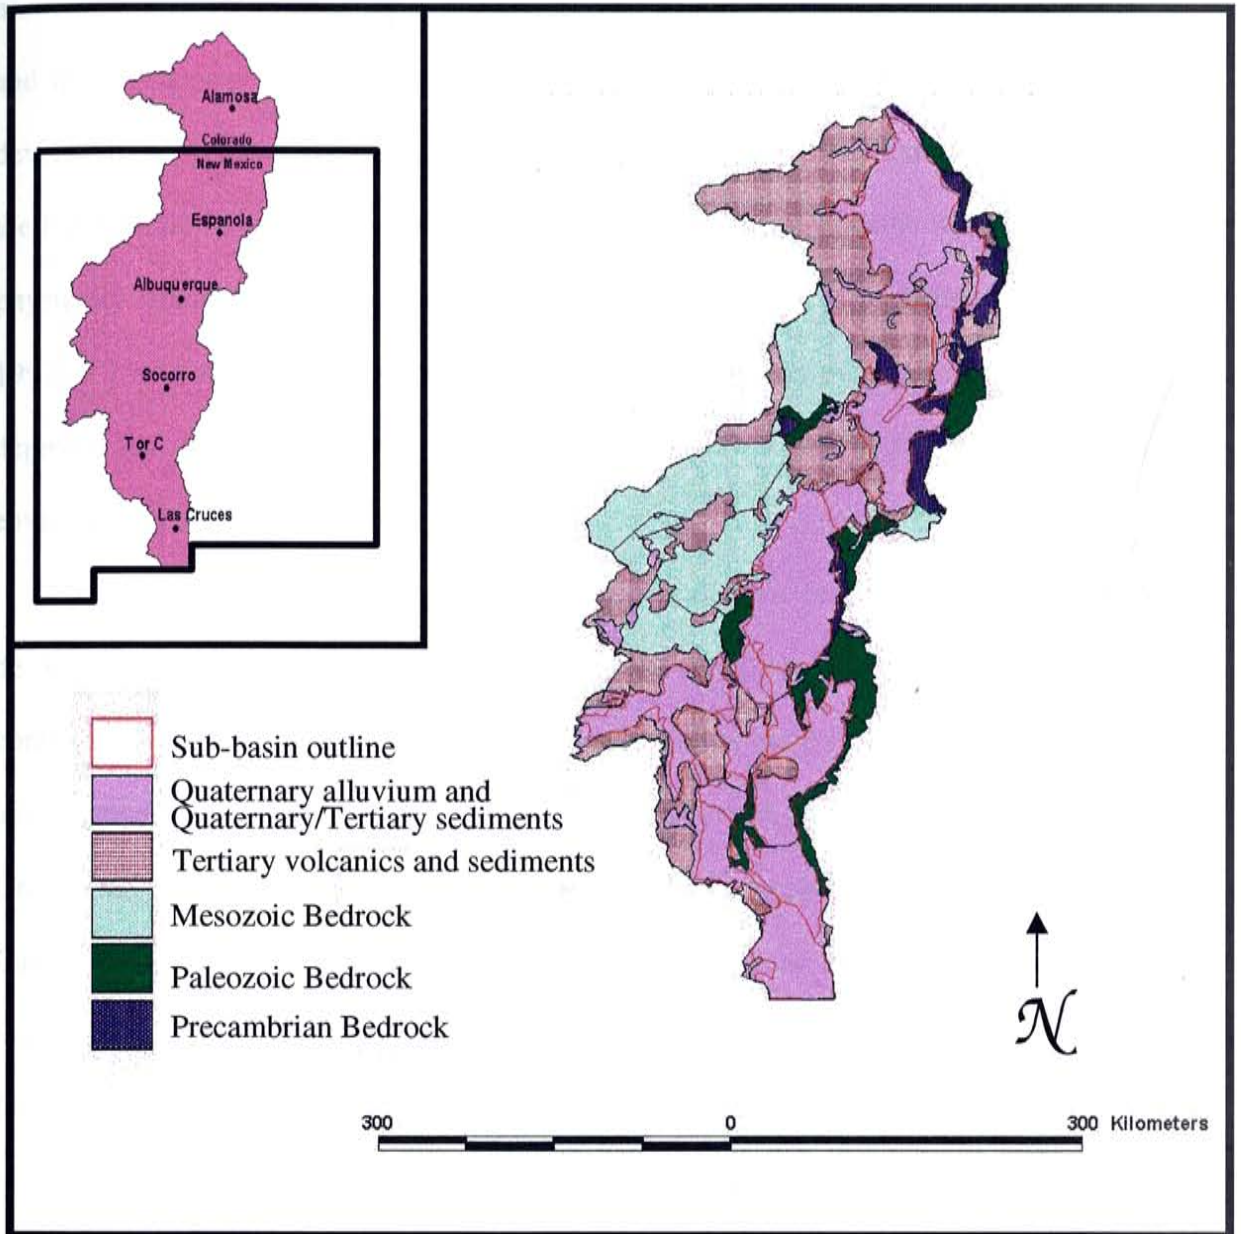 Alamosa
Colorado
New Mexico
Espanola
Albuquerque
Socorro
T or C
Las Cruces
Sub-basin outline
Quaternary alluvium and
Quaternary/Tertiary sediments
Tertiary volcanics and sediments
Mesozoic Bedrock
Paleozoic Bedrock
Precambrian Bedrock
N
300 0 300 Kilometers